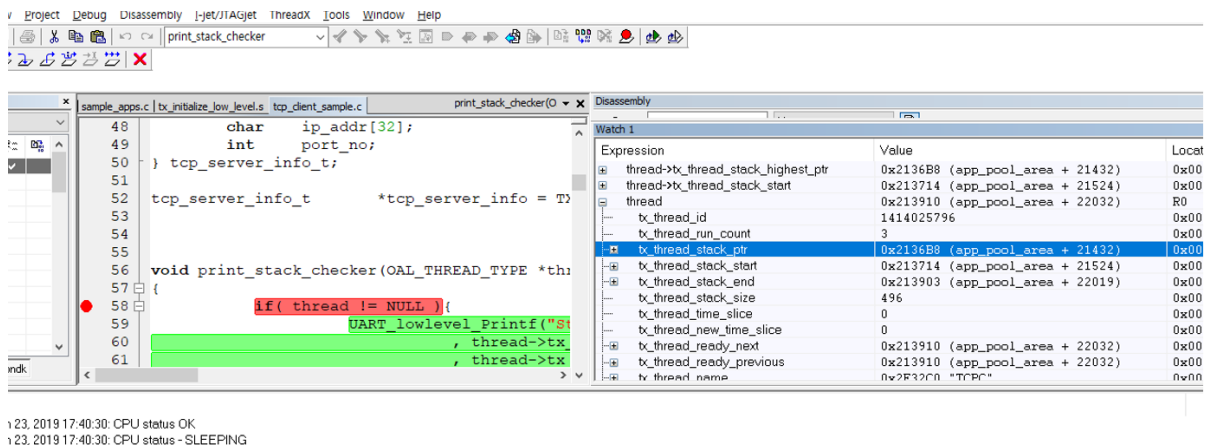 Project Debug Disassembly I-jet/JTAGjet ThreadX Tools Window Help
print_stack_checker
sample_apps.c | tx_initialize_low_level.s tcp_client_sample.c print_stack_checker(O
48 char ip_addr[32];
49 int port_no;
50 } tcp_server_info_t;
51
52 tcp_server_info_t *tcp_server_info = TX
53
54
55
56 void print_stack_checker(OAL_THREAD_TYPE *thr
57 {
58 if( thread != NULL ){
59 UART_lowlevel_Printf("St
60 , thread->tx_
61 , thread->tx
Disassembly
Watch 1
Expression Value Locat
thread->tx_thread_stack_highest_ptr 0x2136B8 (app_pool_area + 21432) 0x00
thread->tx_thread_stack_start 0x213714 (app_pool_area + 21524) 0x00
thread 0x213910 (app_pool_area + 22032) R0
tx_thread_id 1414025796 0x00
tx_thread_run_count 3 0x00
tx_thread_stack_ptr 0x2136B8 (app_pool_area + 21432) 0x00
tx_thread_stack_start 0x213714 (app_pool_area + 21524) 0x00
tx_thread_stack_end 0x213903 (app_pool_area + 22019) 0x00
tx_thread_stack_size 496 0x00
tx_thread_time_slice 0 0x00
tx_thread_new_time_slice 0 0x00
tx_thread_ready_next 0x213910 (app_pool_area + 22032) 0x00
tx_thread_ready_previous 0x213910 (app_pool_area + 22032) 0x00
tx_thread_name 0x2F32C0 "TCPC" 0x00
ondk
23, 2019 17:40:30: CPU status OK
23, 2019 17:40:30: CPU status - SLEEPING